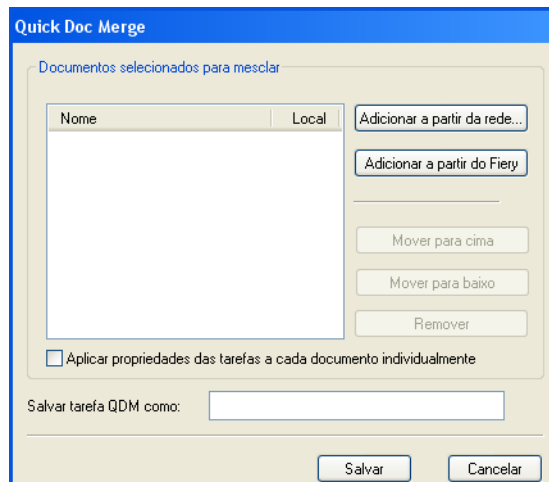 Quick Doc Merge
Documentos selecionados para mesclar
Nome Local
Adicionar a partir da rede...
Adicionar a partir do Fiery
Mover para cima
Mover para baixo
Remover
Aplicar propriedades das tarefas a cada documento individualmente
Salvar tarefa QDM como:
Salvar Cancelar